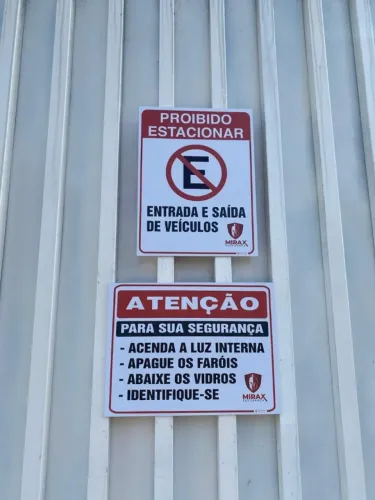 PROIBIDO
ESTACIONAR
E
ENTRADA E SAÍDA
DE VEÍCULOS
MIRAX
ATENÇÃO
PARA SUA SEGURANÇA
- ACENDA A LUZ INTERNA
- APAGUE OS FARÓIS
- ABAIXE OS VIDROS
- IDENTIFIQUE-SE
MIRAX